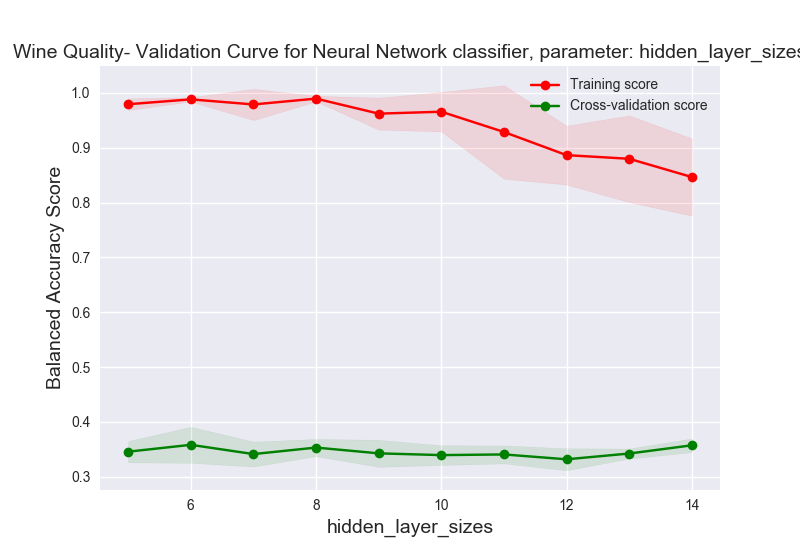 Wine Quality- Validation Curve for Neural Network classifier, parameter: hidden_layer_sizes
Training score
Cross-validation score
1.0
0.9
0.8
0.7
0.6
0.5
0.4
0.3
Balanced Accuracy Score
6
8
10
12
14
hidden_layer_sizes